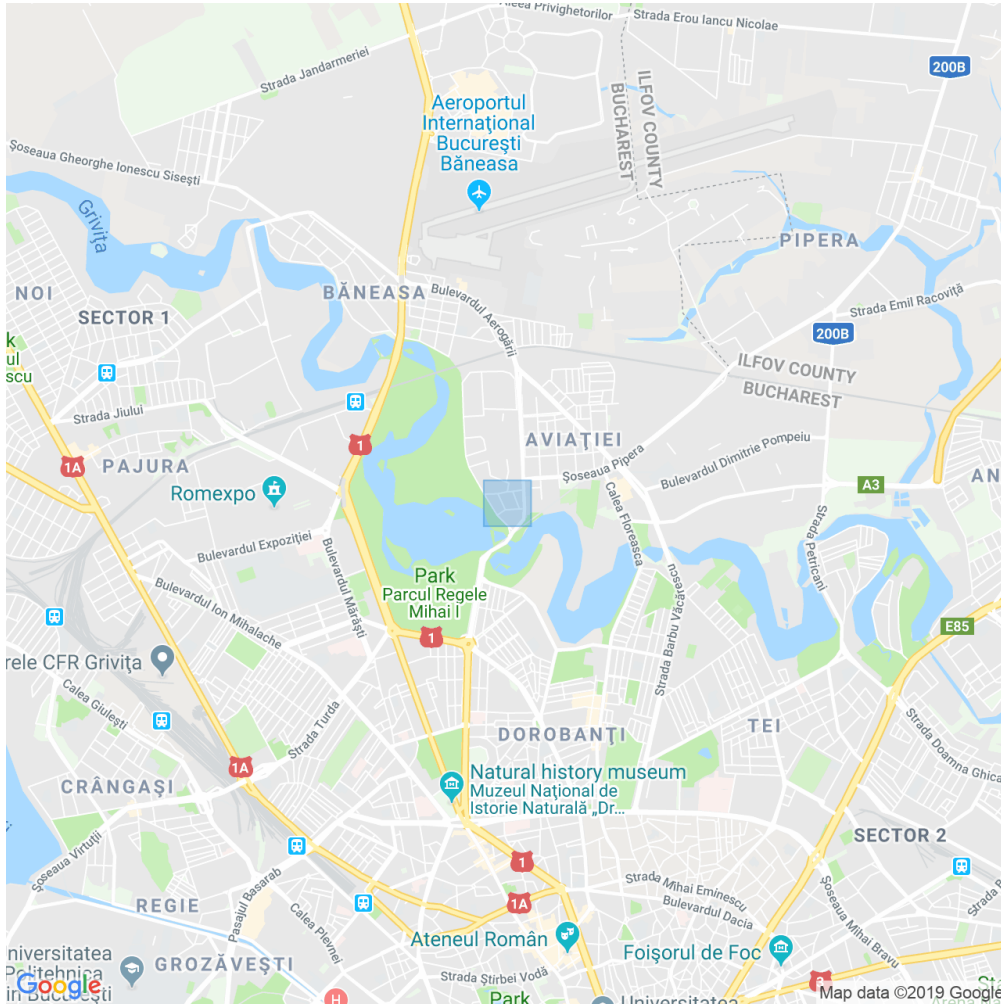 Aleea Privighetorilor
Strada Erou Iancu Nicolae
Strada Jandarmeriei
200B
ILFOV COUNTY
BUCHAREST
Aeroportul
Internaţional
Bucureşti
Băneasa
Şoseaua Gheorghe Ionescu Siseşti
Griviţa
PIPERA
NOI
BĂNEASA
Bulevardul Aerogării
Strada Emil Racoviţă
SECTOR 1
200B
ILFOV COUNTY
BUCHAREST
Strada Jiului
1
AVIAŢIEI
Bulevardul Dimitrie Pompeiu
1A
PAJURA
Şoseaua Pipera
A3
Romexpo
Calea Floreasca
Strada Petricani
Bulevardul Expoziţiei
Bulevardul Mărăşti
Bulevardul Ion Mihalache
Park
Parcul Regele
Mihai I
Strada Barbu Văcărescu
1
E85
CFR Griviţa
Calea Giuleşti
Strada Turda
DOROBANŢI
TEI
Strada Doamna Ghica
1A
Natural history museum
Muzeul Naţional de
Istorie Naturală „Dr...
CRÂNGAŞI
SECTOR 2
Şoseaua Virtuţii
1
Strada Mihai Eminescu
Bulevardul Dacia
1A
REGIE
Pasajul Basarab
Calea Plevnei
Şoseaua Mihai Bravu
Ateneul Român
Foişorul de Foc
GROZĂVEŞTI
Strada Ştirbei Vodă
Park
H
Google
Map data ©2019 Google